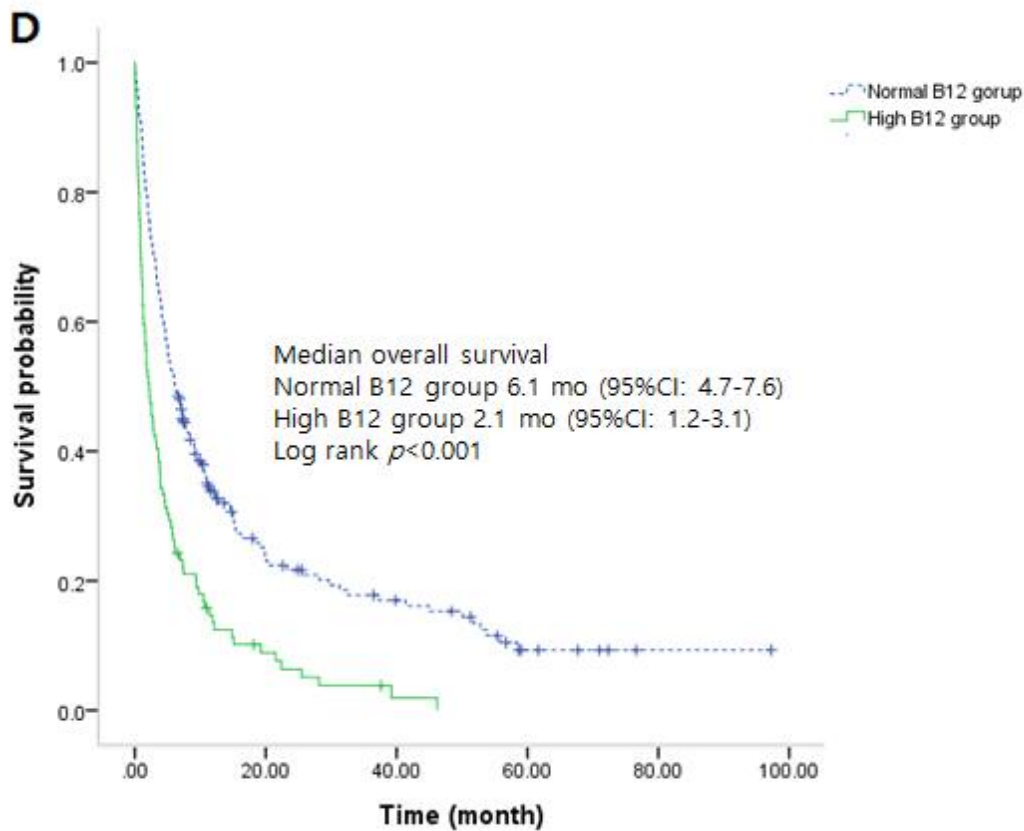 D
1.0
0.8
0.6
0.4
0.2
0.0
Survival probability
Normal B12 gorup
High B12 group
Median overall survival
Normal B12 group 6.1 mo (95%CI: 4.7-7.6)
High B12 group 2.1 mo (95%CI: 1.2-3.1)
Log rank p<0.001
.00 20.00 40.00 60.00 80.00 100.00
Time (month)